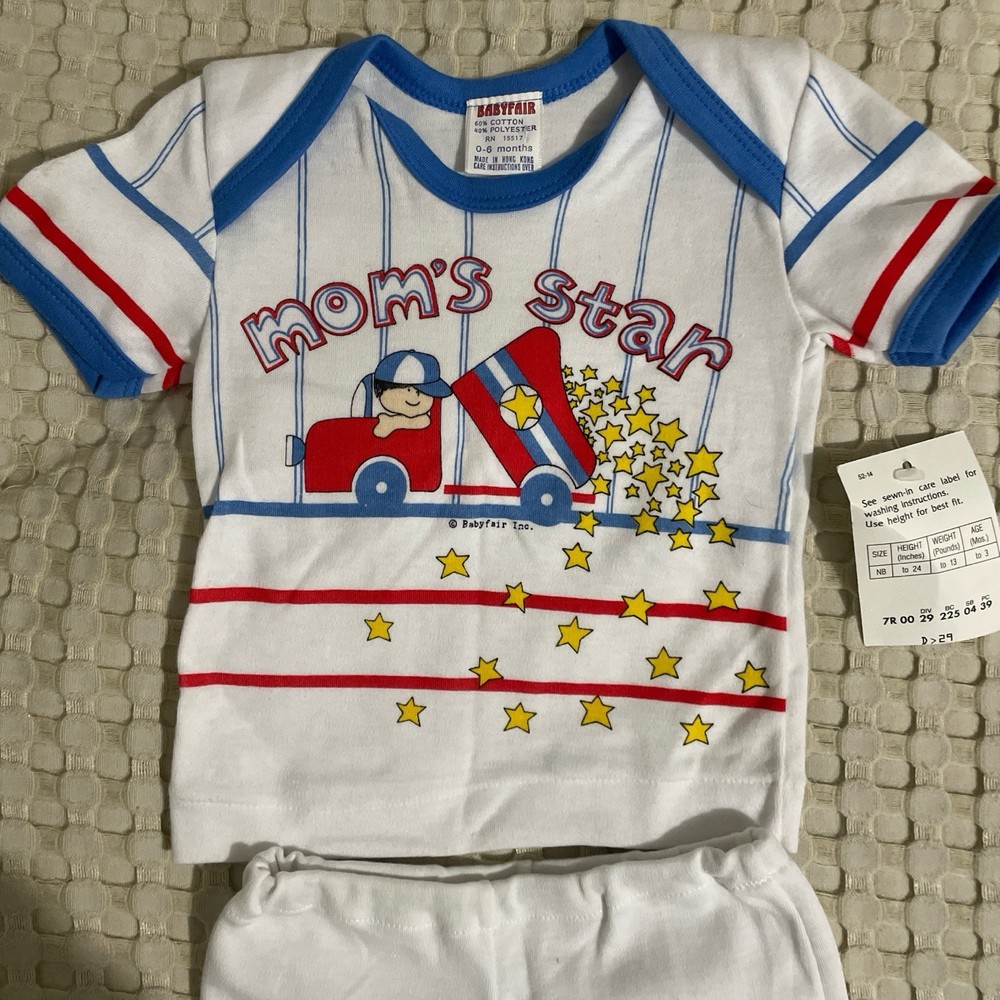 BABYFAIR
60% COTTON
40% POLYESTER
RN 15517
0-6 months
MADE IN HONG KONG
CARE INSTRUCTIONS OVER
mom's star
© Babyfair Inc.
52-14
See sewn-in care label for
washing instructions.
Use height for best fit.
SIZE HEIGHT (Inches) WEIGHT (Pounds) AGE (Mos.)
NB to 24 to 13 to 3
DIV BC SB PC
7R 00 29 225 04 39
D>29